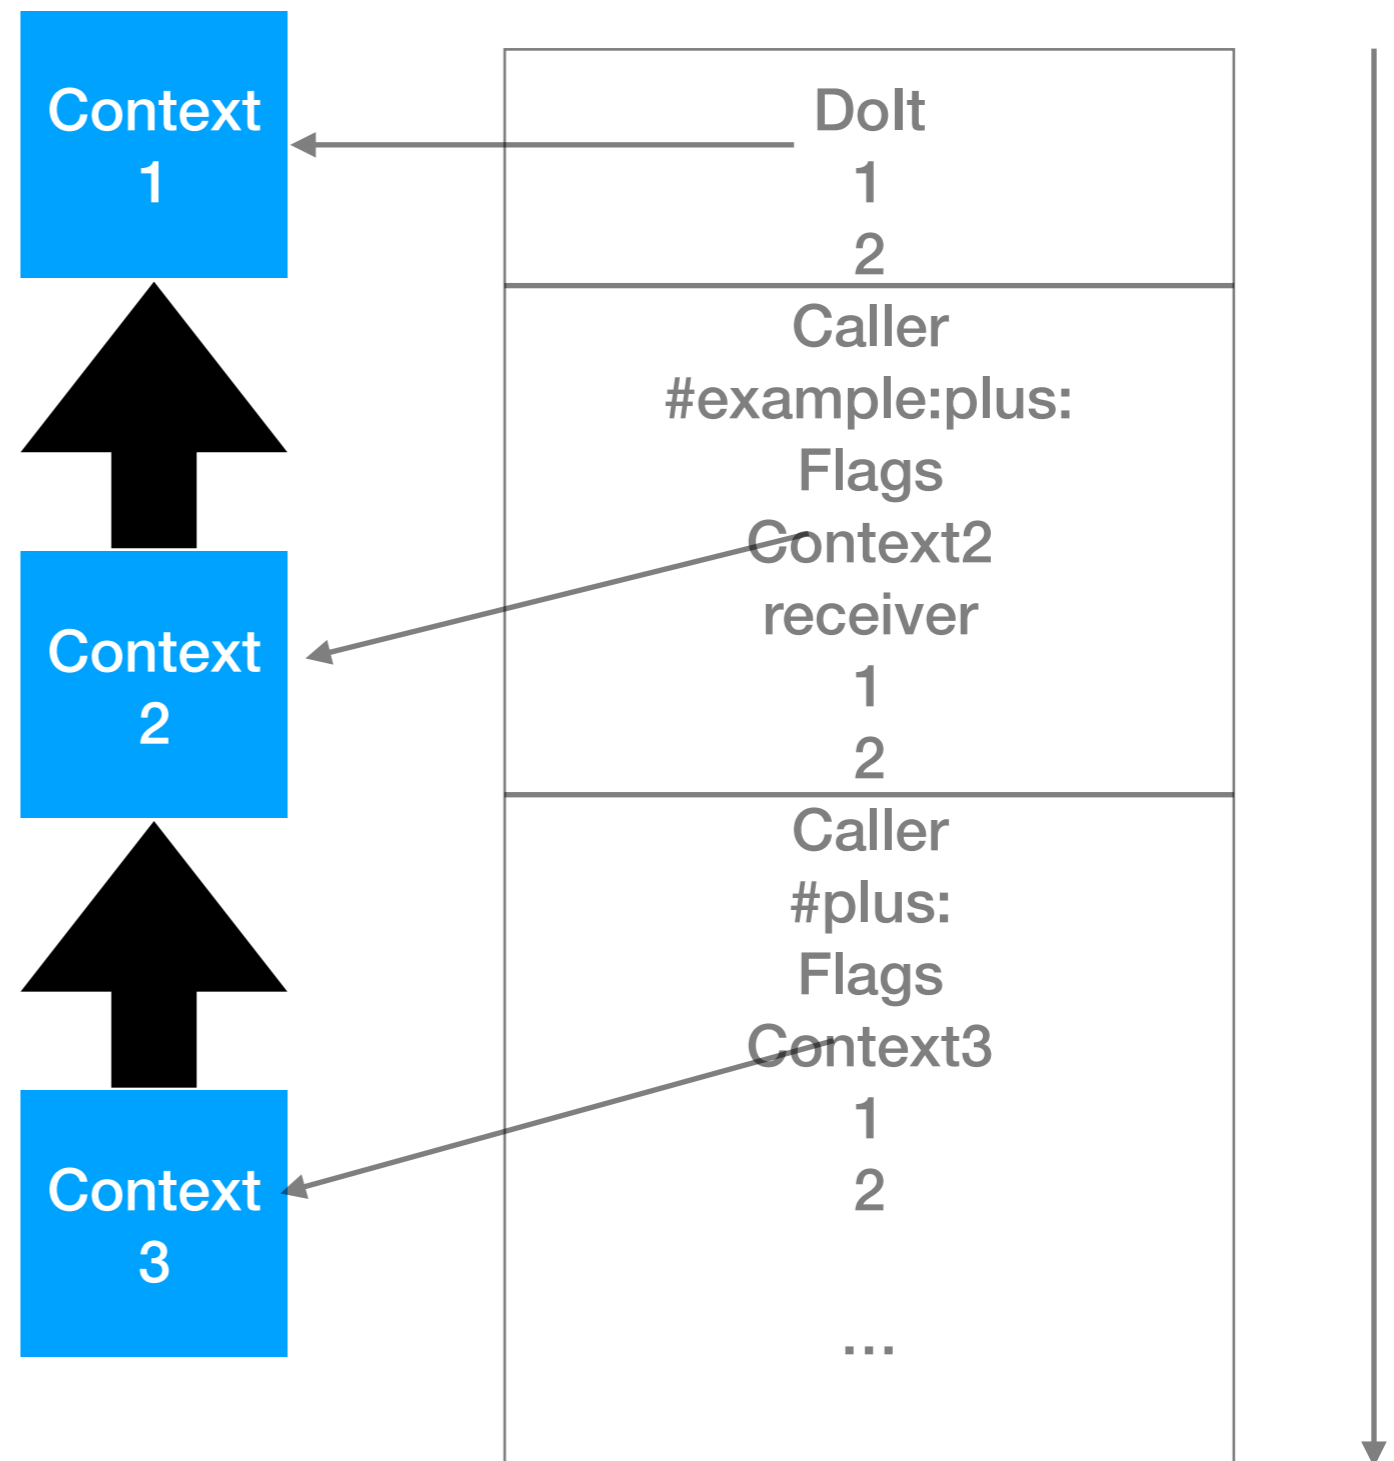 Context
1
DoIt
1
2
Caller
#example:plus:
Flags
Context2
receiver
1
2
Context
2
Caller
#plus:
Flags
Context3
1
2
...
Context
3